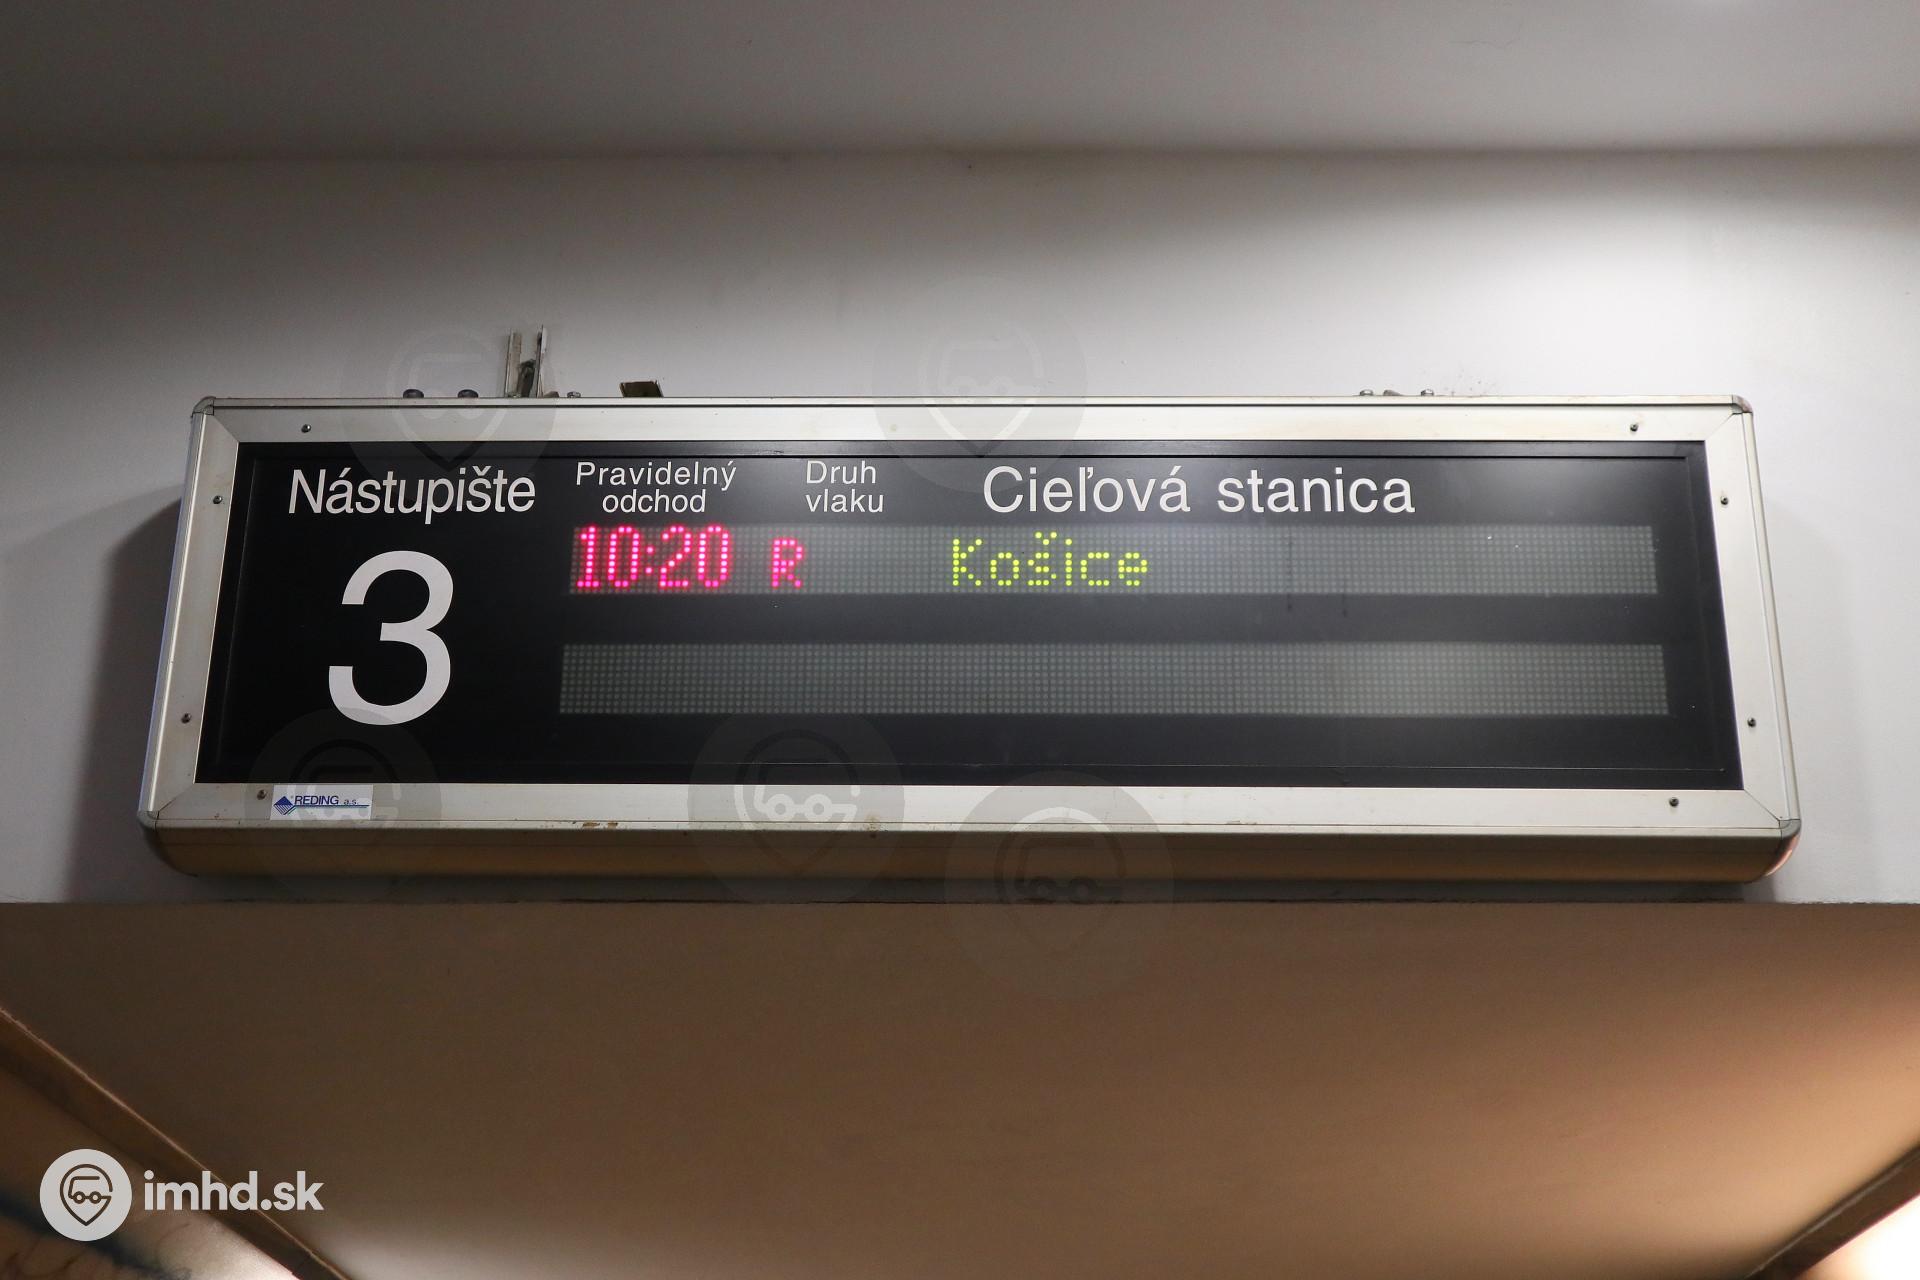 Nástupište
Pravidelný
odchod
Druh
vlaku
Cieľová stanica
3
10:20 R Košice
REDING a.s.
imhd.sk